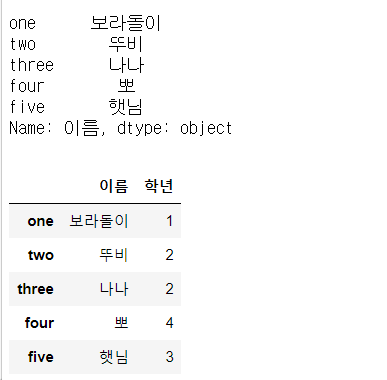 one 보라돌이
two 뚜비
three 나나
four 뽀
five 햇님
Name: 이름, dtype: object
이름 학년
one 보라돌이 1
two 뚜비 2
three 나나 2
four 뽀 4
five 햇님 3